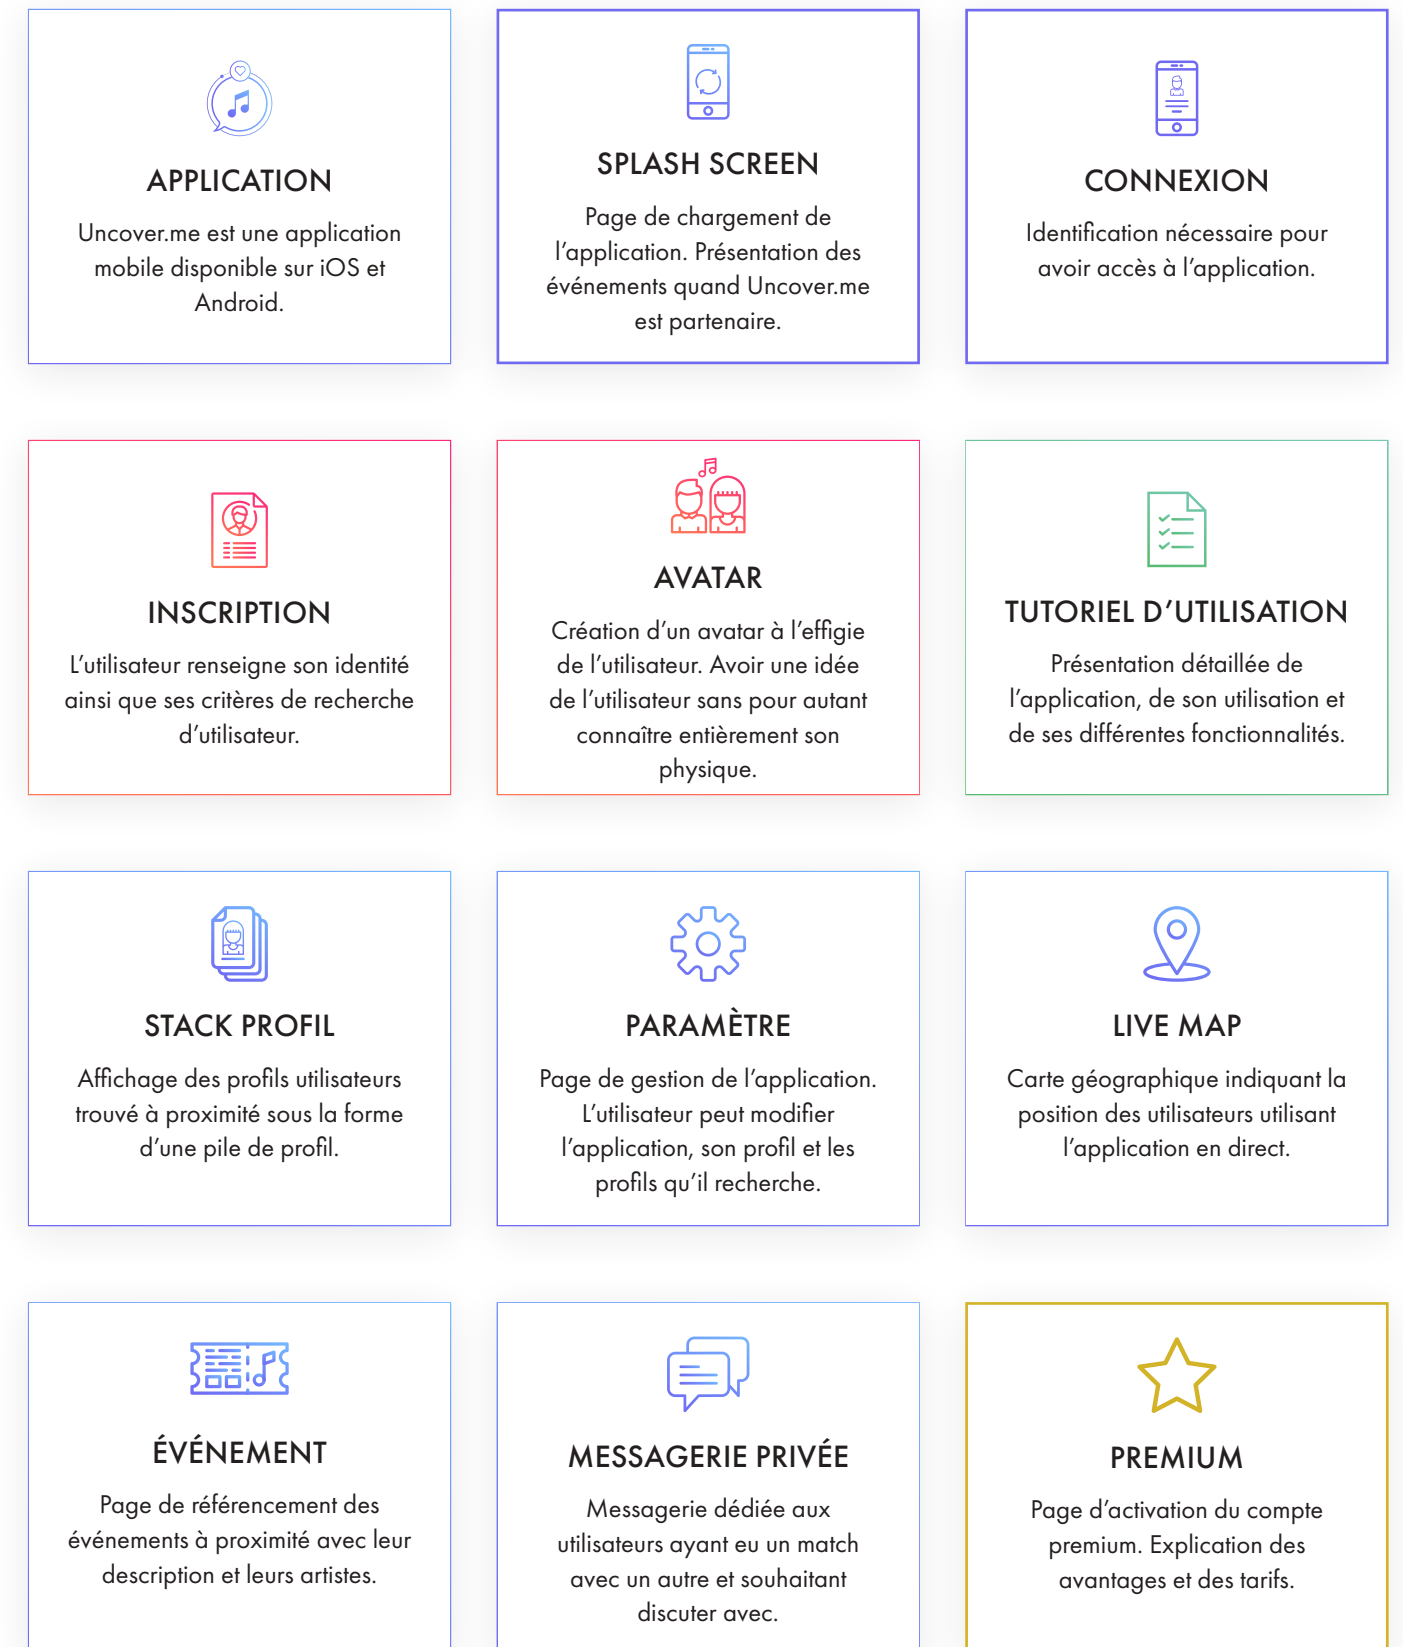 APPLICATION
Uncover.me est une application
mobile disponible sur iOS et
Android.
SPLASH SCREEN
Page de chargement de
l’application. Présentation des
événements quand Uncover.me
est partenaire.
CONNEXION
Identification nécessaire pour
avoir accès à l’application.
INSCRIPTION
L’utilisateur renseigne son identité
ainsi que ses critères de recherche
d’utilisateur.
AVATAR
Création d’un avatar à l’effigie
de l’utilisateur. Avoir une idée
de l’utilisateur sans pour autant
connaître entièrement son
physique.
TUTORIEL D’UTILISATION
Présentation détaillée de
l’application, de son utilisation et
de ses différentes fonctionnalités.
STACK PROFIL
Affichage des profils utilisateurs
trouvé à proximité sous la forme
d’une pile de profil.
PARAMÈTRE
Page de gestion de l’application.
L’utilisateur peut modifier
l’application, son profil et les
profils qu’il recherche.
LIVE MAP
Carte géographique indiquant la
position des utilisateurs utilisant
l’application en direct.
ÉVÉNEMENT
Page de référencement des
événements à proximité avec leur
description et leurs artistes.
MESSAGERIE PRIVÉE
Messagerie dédiée aux
utilisateurs ayant eu un match
avec un autre et souhaitant
discuter avec.
PREMIUM
Page d’activation du compte
premium. Explication des
avantages et des tarifs.